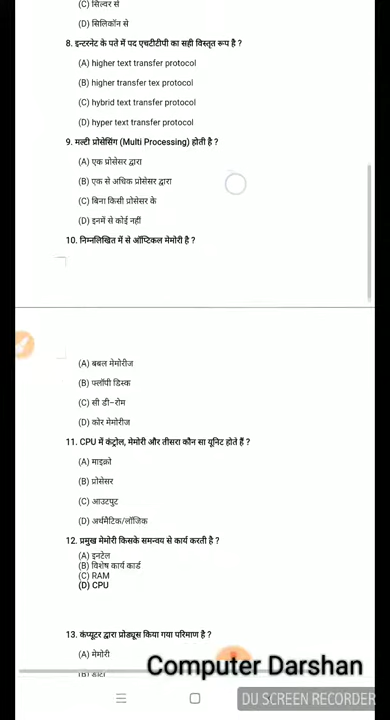 (C) सिल्वर से
(D) सिलिकॉन से
8. इन्टरनेट के पते में पद एचटीटीपी का सही विस्तृत रूप है ?
(A) higher text transfer protocol
(B) higher transfer tex protocol
(C) hybrid text transfer protocol
(D) hyper text transfer protocol
9. मल्टी प्रोसेसिंग (Multi Processing) होती है ?
(A) एक प्रोसेसर द्वारा
(B) एक से अधिक प्रोसेसर द्वारा
(C) बिना किसी प्रोसेसर के
(D) इनमें से कोई नहीं
10. निम्नलिखित में से ऑप्टिकल मेमोरी है ?
(A) बबल मेमोरीज
(B) फ्लॉपी डिस्क
(C) सी डी-रोम
(D) कोर मेमोरीज
11. CPU में कंट्रोल, मेमोरी और तीसरा कौन सा यूनिट होते हैं ?
(A) माइक्रो
(B) प्रोसेसर
(C) आउटपुट
(D) अर्थमैटिक/लॉजिक
12. प्रमुख मेमोरी किसके समन्वय से कार्य करती है ?
(A) इनटेल
(B) विशेष कार्य कार्ड
(C) RAM
(D) CPU
13. कंप्यूटर द्वारा प्रोड्यूस किया गया परिमाण है ?
(A) मेमोरी
(B) डाटा
Computer Darshan
DU SCREEN RECORDER